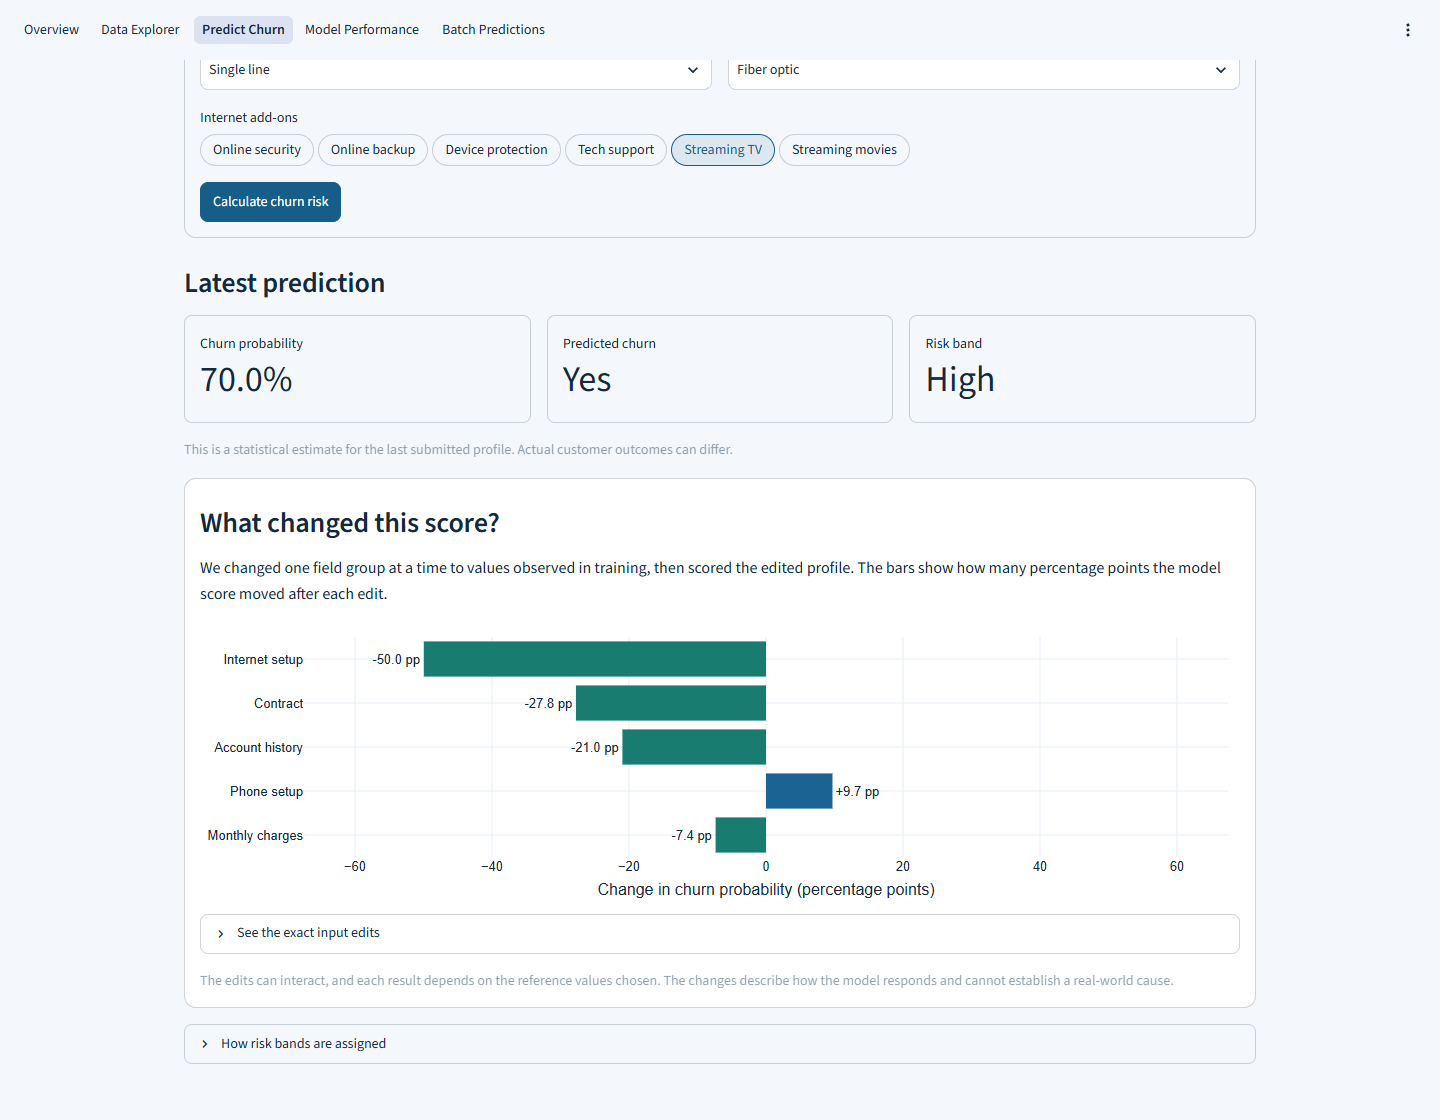 Overview
Data Explorer
Predict Churn
Model Performance
Batch Predictions
Single line
Fiber optic
Internet add-ons
Online security
Online backup
Device protection
Tech support
Streaming TV
Streaming movies
Calculate churn risk
Latest prediction
Churn probability
70.0%
Predicted churn
Yes
Risk band
High
This is a statistical estimate for the last submitted profile. Actual customer outcomes can differ.
What changed this score?
We changed one field group at a time to values observed in training, then scored the edited profile. The bars show how many percentage points the model
score moved after each edit.
Internet setup
-50.0 pp
Contract
-27.8 pp
Account history
-21.0 pp
Phone setup
+9.7 pp
Monthly charges
-7.4 pp
−60
−40
−20
0
20
40
60
Change in churn probability (percentage points)
See the exact input edits
The edits can interact, and each result depends on the reference values chosen. The changes describe how the model responds and cannot establish a real-world cause.
How risk bands are assigned